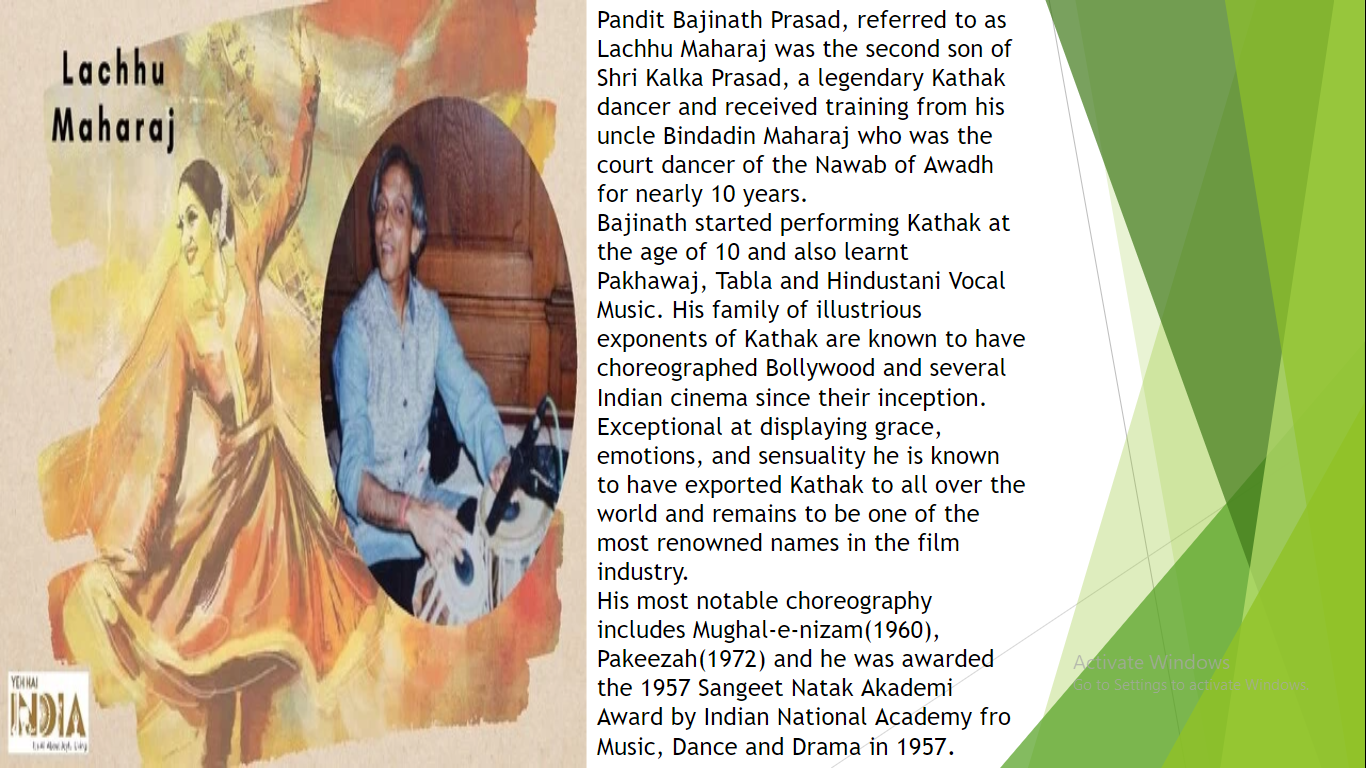 Lachhu
Maharaj
YEH HAI
INDIA
Pandit Bajinath Prasad, referred to as
Lachhu Maharaj was the second son of
Shri Kalka Prasad, a legendary Kathak
dancer and received training from his
uncle Bindadin Maharaj who was the
court dancer of the Nawab of Awadh
for nearly 10 years.
Bajinath started performing Kathak at
the age of 10 and also learnt
Pakhawaj, Tabla and Hindustani Vocal
Music. His family of illustrious
exponents of Kathak are known to have
choreographed Bollywood and several
Indian cinema since their inception.
Exceptional at displaying grace,
emotions, and sensuality he is known
to have exported Kathak to all over the
world and remains to be one of the
most renowned names in the film
industry.
His most notable choreography
includes Mughal-e-nizam(1960),
Pakeezah(1972) and he was awarded
the 1957 Sangeet Natak Akademi
Award by Indian National Academy fro
Music, Dance and Drama in 1957.
Activate Windows
Go to Settings to activate Windows.